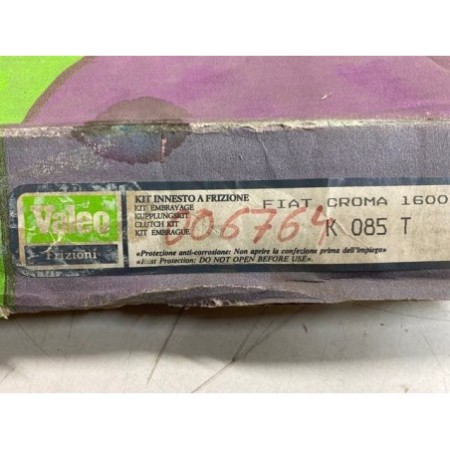 Valeo
frizioni
KIT INNESTO A FRIZIONE
KIT EMBRAYAGE
KUPPLUNGSKIT
CLUTCH KIT
KIT EMBRAGUE
FIAT CROMA 1600
006764
K 085 T
«Protezione anti-corrosione: Non aprire la confezione prima dell'impiego»
«Rust Protection: DO NOT OPEN BEFORE USE».